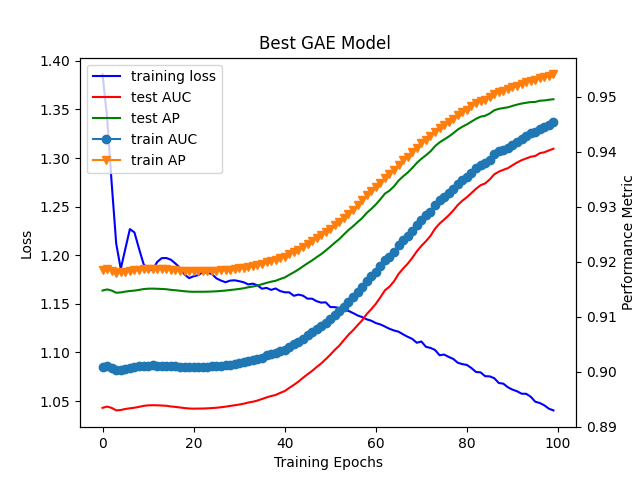 Best GAE Model
training loss
test AUC
test AP
train AUC
train AP
1.40
1.35
1.30
1.25
1.20
1.15
1.10
1.05
Loss
0.95
0.94
0.93
0.92
0.91
0.90
0.89
Performance Metric
0 20 40 60 80 100
Training Epochs